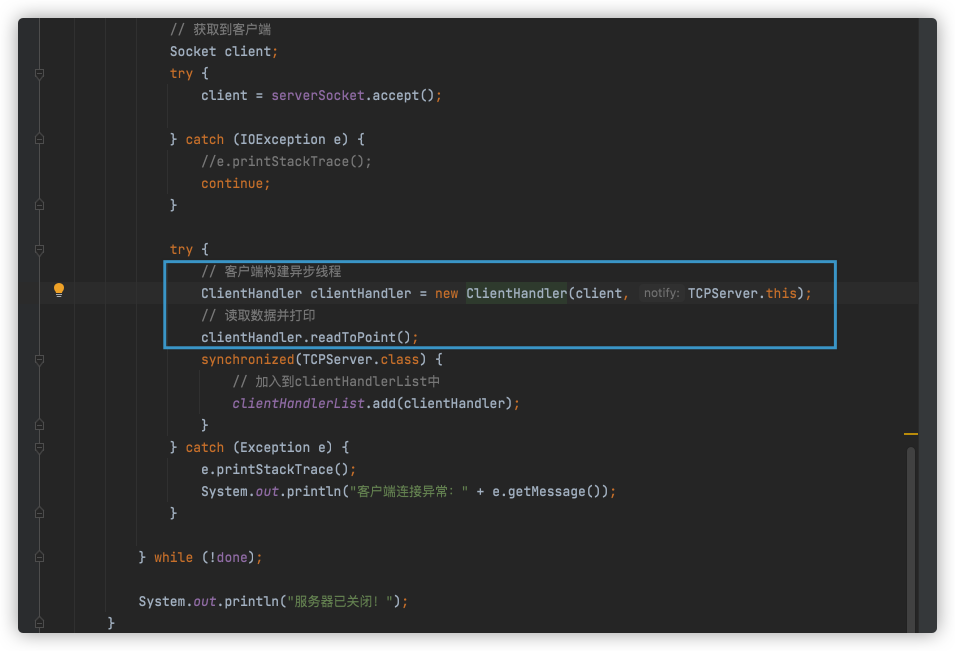 // 获取到客户端
Socket client;
try {
client = serverSocket.accept();
} catch (IOException e) {
//e.printStackTrace();
continue;
}
try {
// 客户端构建异步线程
ClientHandler clientHandler = new ClientHandler(client, notify: TCPServer.this);
// 读取数据并打印
clientHandler.readToPoint();
synchronized(TCPServer.class) {
// 加入到clientHandlerList中
clientHandlerList.add(clientHandler);
}
} catch (Exception e) {
e.printStackTrace();
System.out.println("客户端连接异常：" + e.getMessage());
}
} while (!done);
System.out.println("服务器已关闭！");
}